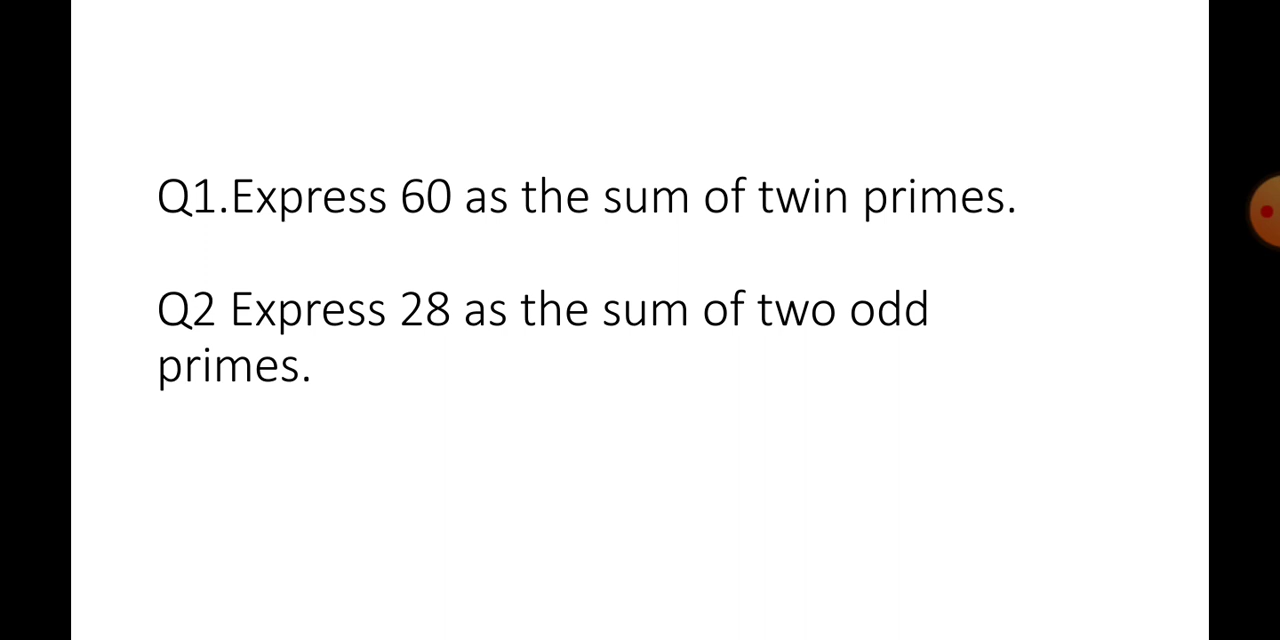 Q1.Express 60 as the sum of twin primes.
Q2 Express 28 as the sum of two odd
primes.